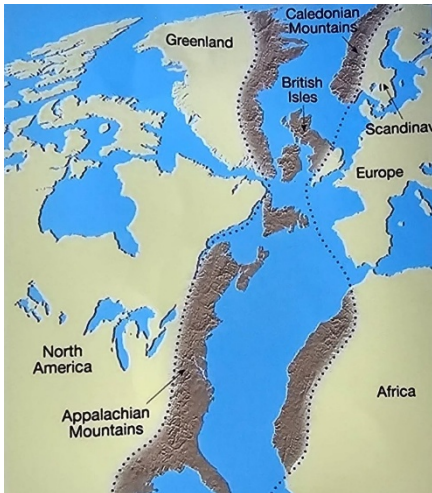 Caledonian
Mountains
Greenland
British
Isles
Scandinav
Europe
North
America
Africa
Appalachian
Mountains